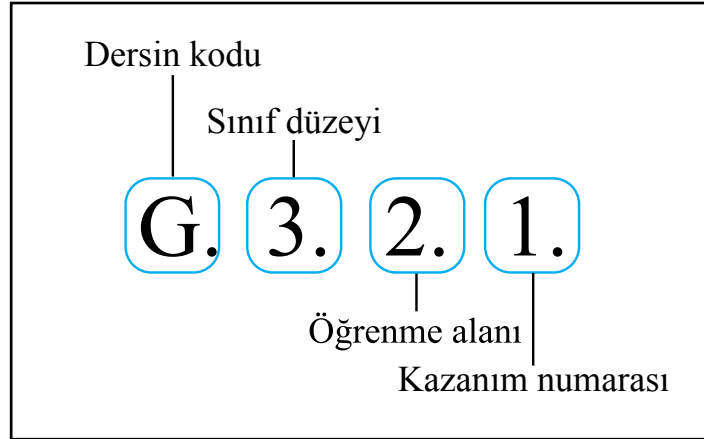 Dersin kodu
Sınıf düzeyi
G. 3. 2. 1.
Öğrenme alanı
Kazanım numarası